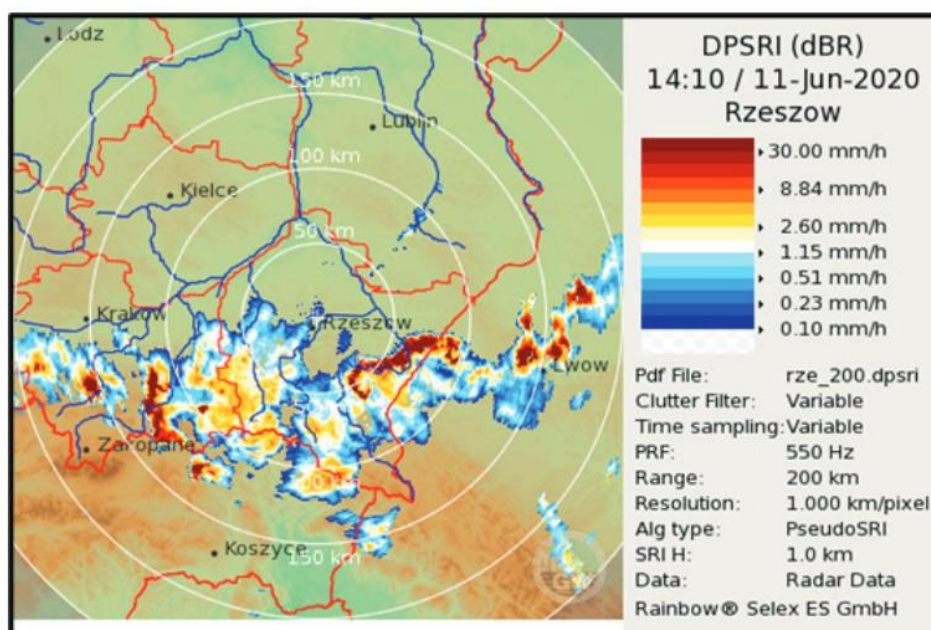 Lodz
150 km
Lublin
100 km
Kielce
50 km
Krakow
Rzeszow
Lwow
Zaropane
Koszyce
150 km
DPSRI (dBR)
14:10 / 11-Jun-2020
Rzeszow
30.00 mm/h
8.84 mm/h
2.60 mm/h
1.15 mm/h
0.51 mm/h
0.23 mm/h
0.10 mm/h
Pdf File: rze_200.dpsri
Clutter Filter: Variable
Time sampling: Variable
PRF: 550 Hz
Range: 200 km
Resolution: 1.000 km/pixel
Alg type: PseudoSRI
SRI H: 1.0 km
Data: Radar Data
Rainbow® Selex ES GmbH